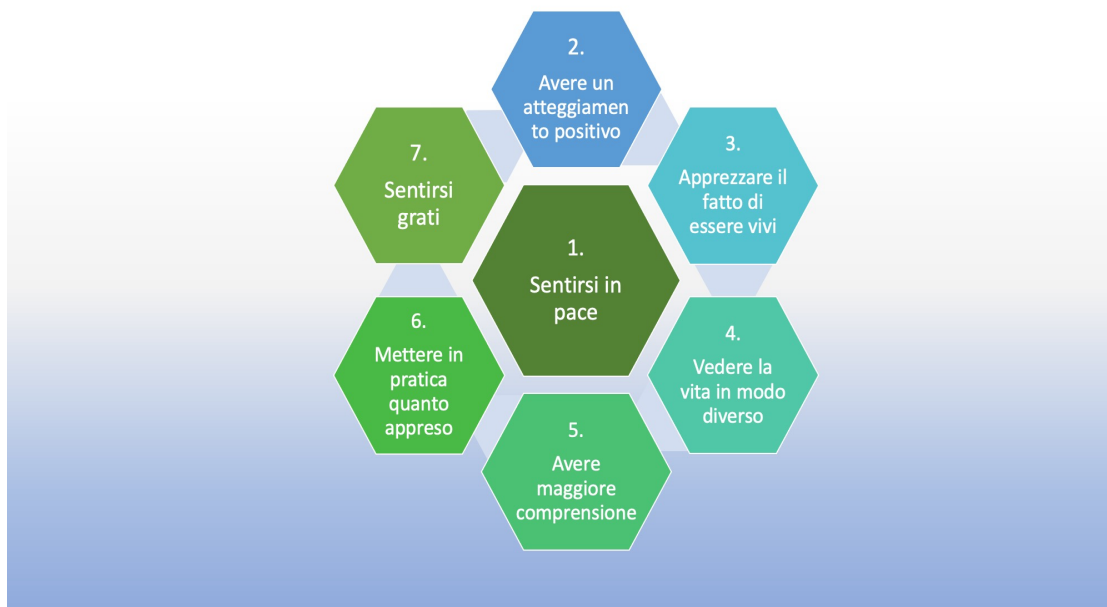 1.
Sentirsi in
pace
2.
Avere un
atteggiamen
to positivo
3.
Apprezzare il
fatto di
essere vivi
4.
Vedere la
vita in modo
diverso
5.
Avere
maggiore
comprensione
6.
Mettere in
pratica
quanto
appreso
7.
Sentirsi
grati